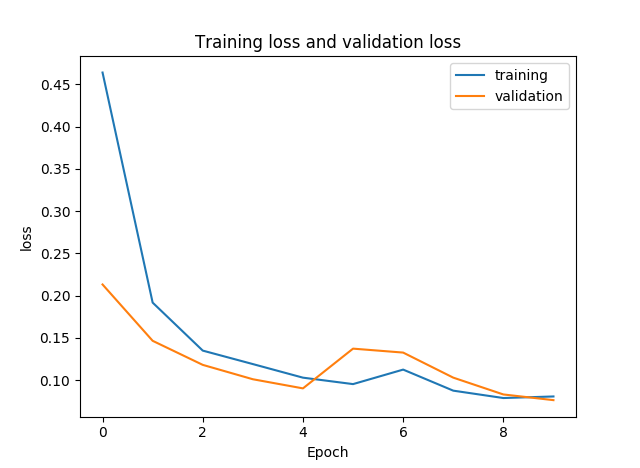 Training loss and validation loss
training
validation
0.45
0.40
0.35
0.30
0.25
0.20
0.15
0.10
loss
0 2 4 6 8
Epoch